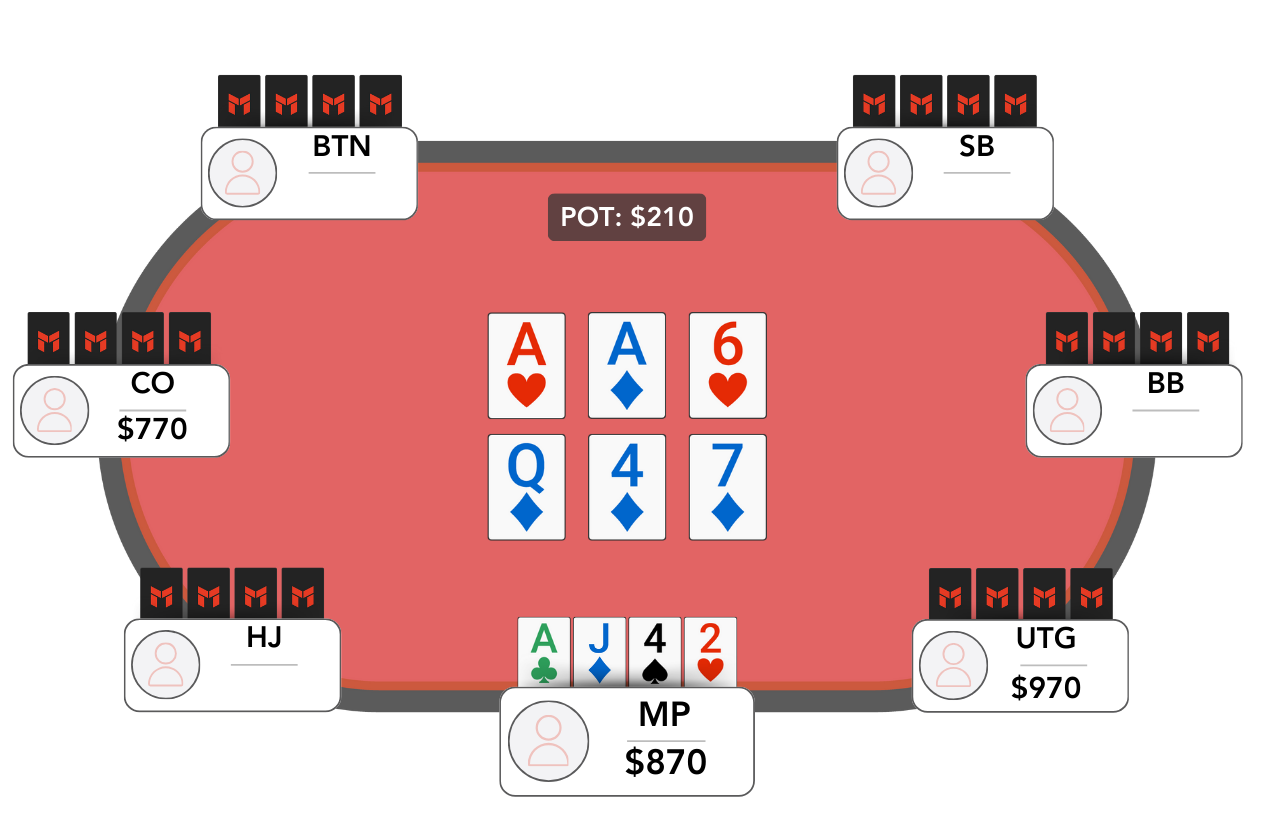 BTN
SB
POT: $210
A A 6
CO
$770
BB
Q 4 7
HJ
A J 4 2
UTG
$970
MP
$870